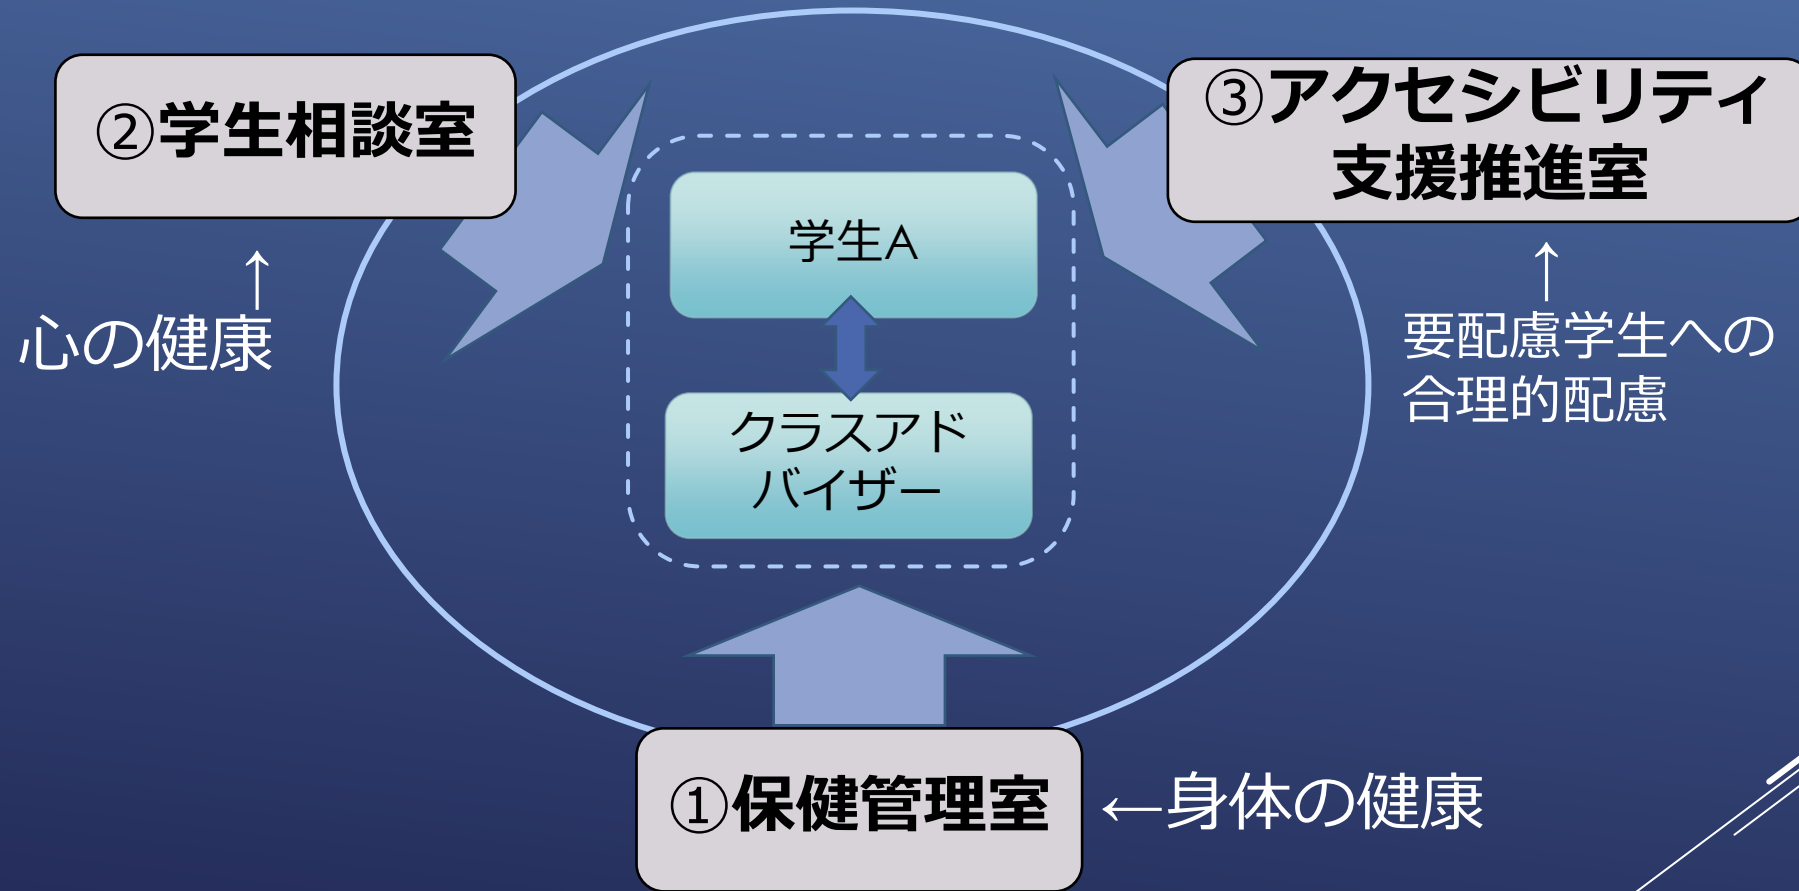 ②学生相談室
③アクセシビリティ
支援推進室
学生A
↑
心の健康
↑
要配慮学生への
合理的配慮
クラスアド
バイザー
①保健管理室
←身体の健康